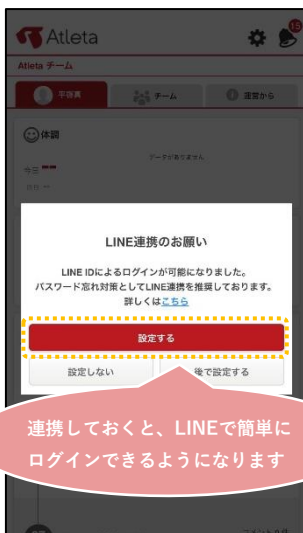 Atleta
15
Atleta チーム
チーム
運営から
体調
データがありません
今日
LINE連携のお願い
LINE IDによるログインが可能になりました。
パスワード忘れ対策としてLINE連携を推奨しております。
詳しくはこちら
設定する
設定しない
後で設定する
連携しておくと、LINEで簡単に
ログインできるようになります